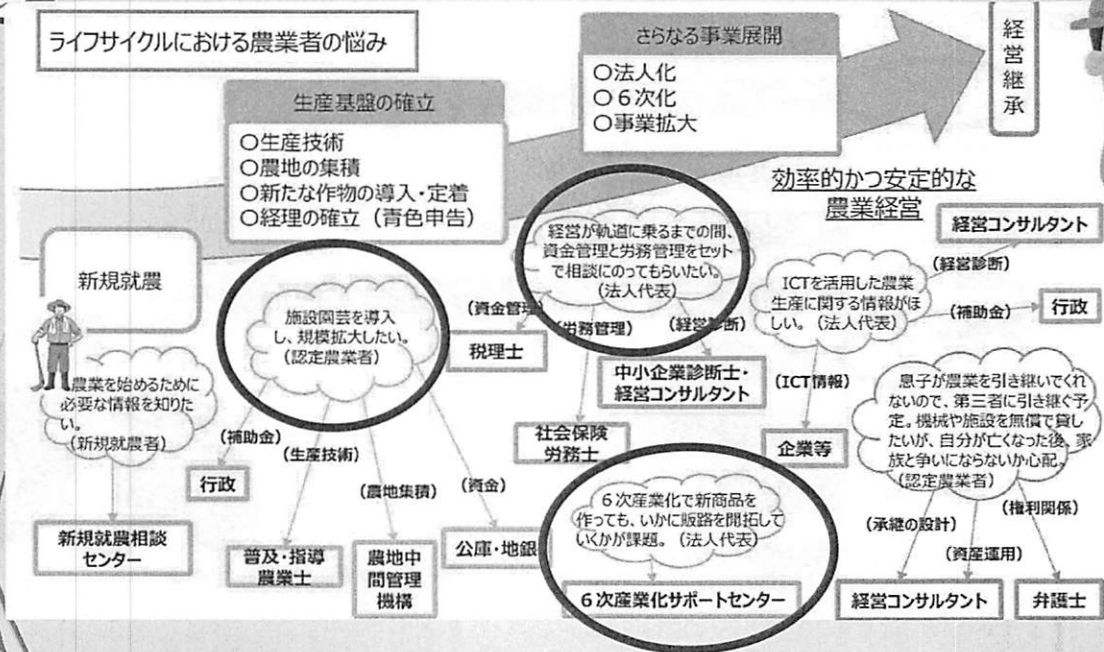 ライフサイクルにおける農業者の悩み
さらなる事業展開
○法人化
○6次化
○事業拡大
経営継承
生産基盤の確立
○生産技術
○農地の集積
○新たな作物の導入・定着
○経理の確立（青色申告）
効率的かつ安定的な
農業経営
新規就農
農業を始めるために
必要な情報を知りた
い。
（新規就農者）
新規就農相談
センター
施設園芸を導入
し、規模拡大したい。
（認定農業者）
（補助金）
行政
（生産技術）
普及・指導
農業士
（農地集積）
農地中
間管理
機構
（資金）
公庫・地銀
経営が軌道に乗るまでの間、
資金管理と労務管理をセット
で相談にのってもらいたい。
（法人代表）
（資金管理）
税理士
（労務管理）
社会保険
労務士
（経営診断）
中小企業診断士・
経営コンサルタント
6次産業化で新商品を
作っても、いかに販路を開拓して
いくかが課題。（法人代表）
6次産業化サポートセンター
ICTを活用した農業
生産に関する情報がほ
しい。（法人代表）
（経営診断）
経営コンサルタント
（補助金）
行政
（ICT情報）
企業等
息子が農業を引き継いでくれ
ないので、第三者に引き継ぐ予
定。機械や施設を無償で貸し
たいが、自分が亡くなった後、家
族と争いにならないか心配。
（認定農業者）
（承継の設計）
（資産運用）
経営コンサルタント
（権利関係）
弁護士